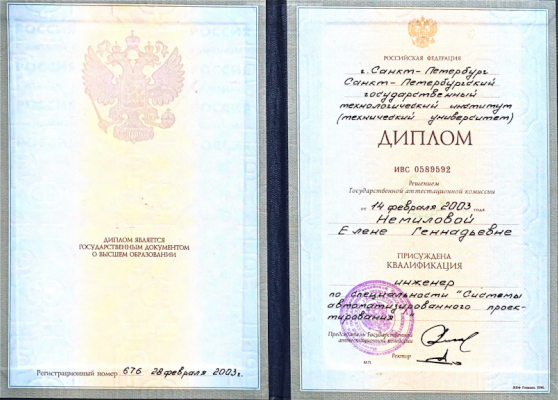 ДИПЛОМ ЯВЛЯЕТСЯ
ГОСУДАРСТВЕННЫМ ДОКУМЕНТОМ
О ВЫСШЕМ ОБРАЗОВАНИИ
Регистрационный номер 676 28 февраля 2003г.
РОССИЙСКАЯ ФЕДЕРАЦИЯ
г. Санкт-Петербург
Санкт-Петербургский
государственный
технологический институт
(технический университет)
ДИПЛОМ
ИВС 0589592
Решением
Государственной аттестационной комиссии
от 14 февраля 2003 года
Немиловой
Елене Геннадьевне
ПРИСУЖДЕНА
КВАЛИФИКАЦИЯ
инженер
по специальности "Системы
автоматизированного проек-
тирования"
Председатель Государственной
аттестационной комиссии
Ректор
М.П.